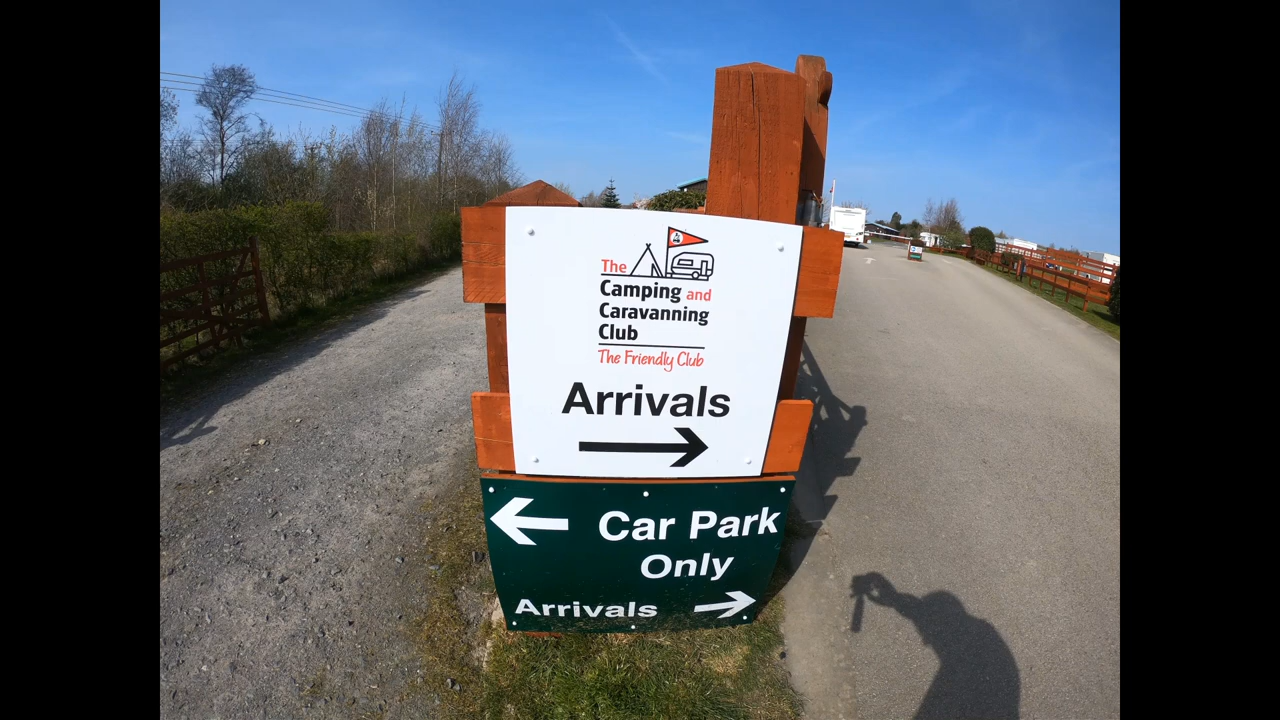 The
Camping and
Caravanning
Club
The Friendly Club
Arrivals
Car Park
Only
Arrivals